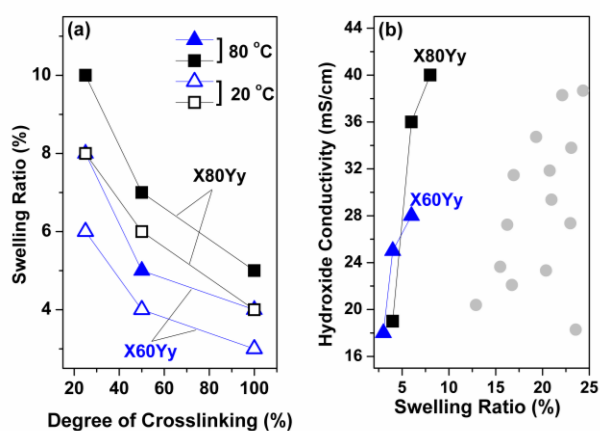 (a)
80 °C
20 °C
X80Yy
X60Yy
10
8
6
4
20 40 60 80 100
Swelling Ratio (%)
Degree of Crosslinking (%)
(b)
X80Yy
X60Yy
44
40
36
32
28
24
20
16
5 10 15 20 25
Hydroxide Conductivity (mS/cm)
Swelling Ratio (%)